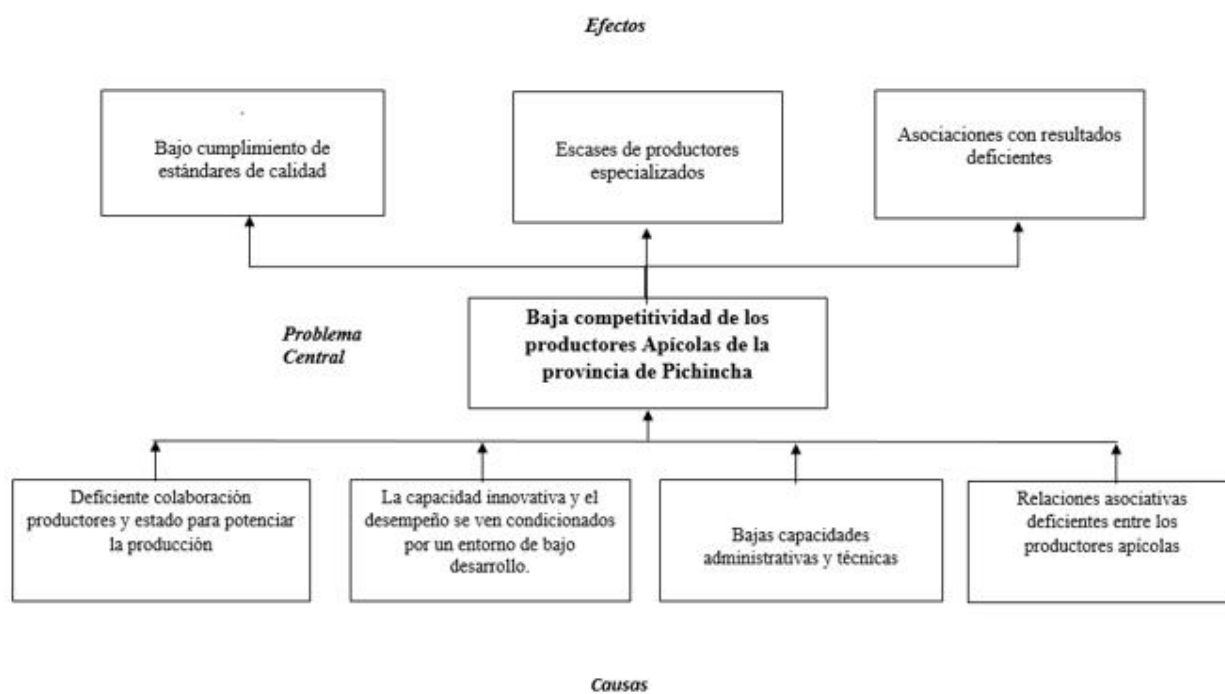 Efectos
Bajo cumplimiento de
estándares de calidad
Escases de productores
especializados
Asociaciones con resultados
deficientes
Problema
Central
Baja competitividad de los
productores Apícolas de la
provincia de Pichincha
Deficiente colaboración
productores y estado para potenciar
la producción
La capacidad innovativa y el
desempeño se ven condicionados
por un entorno de bajo
desarrollo.
Bajas capacidades
administrativas y técnicas
Relaciones asociativas
deficientes entre los
productores apícolas
Causas